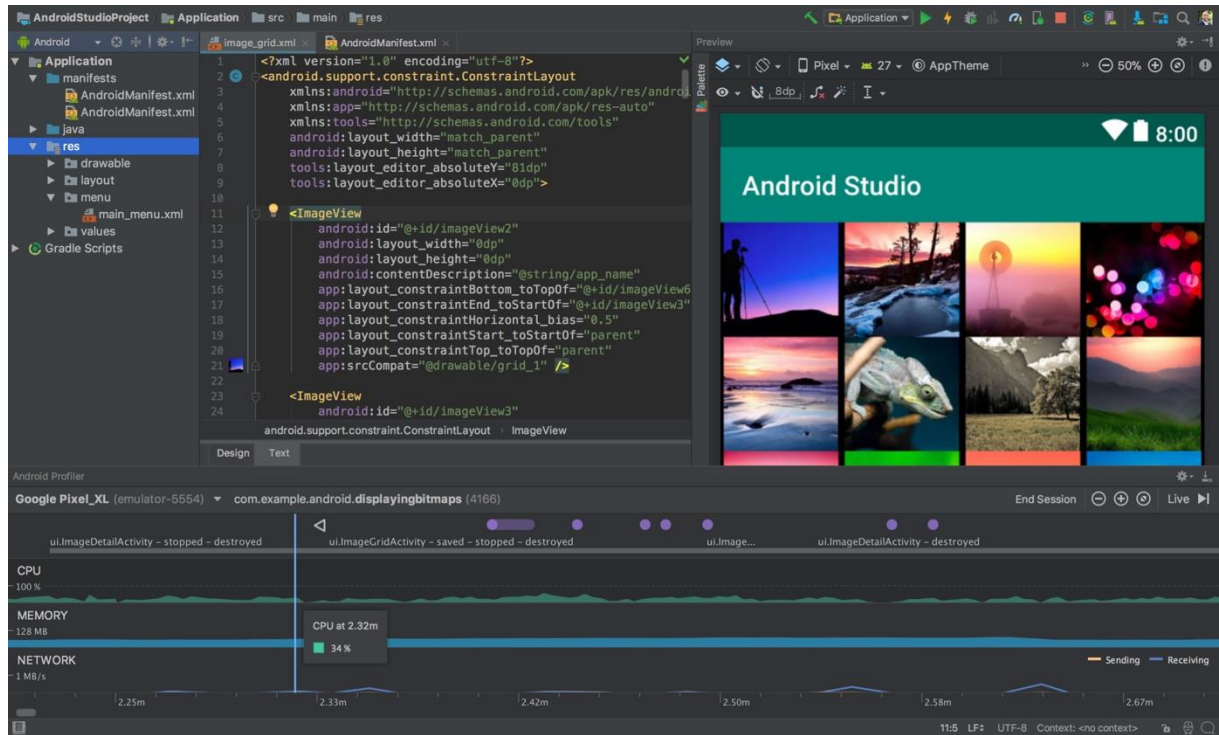 AndroidStudioProject Application src main res
Application
Android
image_grid.xml AndroidManifest.xml
Preview
Application
manifests
AndroidManifest.xml
AndroidManifest.xml
java
res
drawable
layout
menu
main_menu.xml
values
Gradle Scripts
1 <?xml version="1.0" encoding="utf-8"?>
2 <android.support.constraint.ConstraintLayout
3 xmlns:android="http://schemas.android.com/apk/res/androi
4 xmlns:app="http://schemas.android.com/apk/res-auto"
5 xmlns:tools="http://schemas.android.com/tools"
6 android:layout_width="match_parent"
7 android:layout_height="match_parent"
8 tools:layout_editor_absoluteY="81dp"
9 tools:layout_editor_absoluteX="0dp">
10
11 <ImageView
12 android:id="@+id/imageView2"
13 android:layout_width="0dp"
14 android:layout_height="0dp"
15 android:contentDescription="@string/app_name"
16 app:layout_constraintBottom_toTopOf="@+id/imageView6
17 app:layout_constraintEnd_toStartOf="@+id/imageView3"
18 app:layout_constraintHorizontal_bias="0.5"
19 app:layout_constraintStart_toStartOf="parent"
20 app:layout_constraintTop_toTopOf="parent"
21 app:srcCompat="@drawable/grid_1" />
22
23 <ImageView
24 android:id="@+id/imageView3"
android.support.constraint.ConstraintLayout › ImageView
Design Text
Palette
Pixel 27 AppTheme » 50%
8dp
8:00
Android Studio
Android Profiler
Google Pixel_XL (emulator-5554) com.example.android.displayingbitmaps (4166) End Session Live
ui.ImageDetailActivity – stopped – destroyed ui.ImageGridActivity – saved – stopped – destroyed ui.Image... ui.ImageDetailActivity – destroyed
CPU
100 %
MEMORY
128 MB
CPU at 2.32m
34 %
NETWORK
Sending Receiving
1 MB/s
2.25m 2.33m 2.42m 2.50m 2.58m 2.67m
11:5 LF UTF-8 Context: <no context>